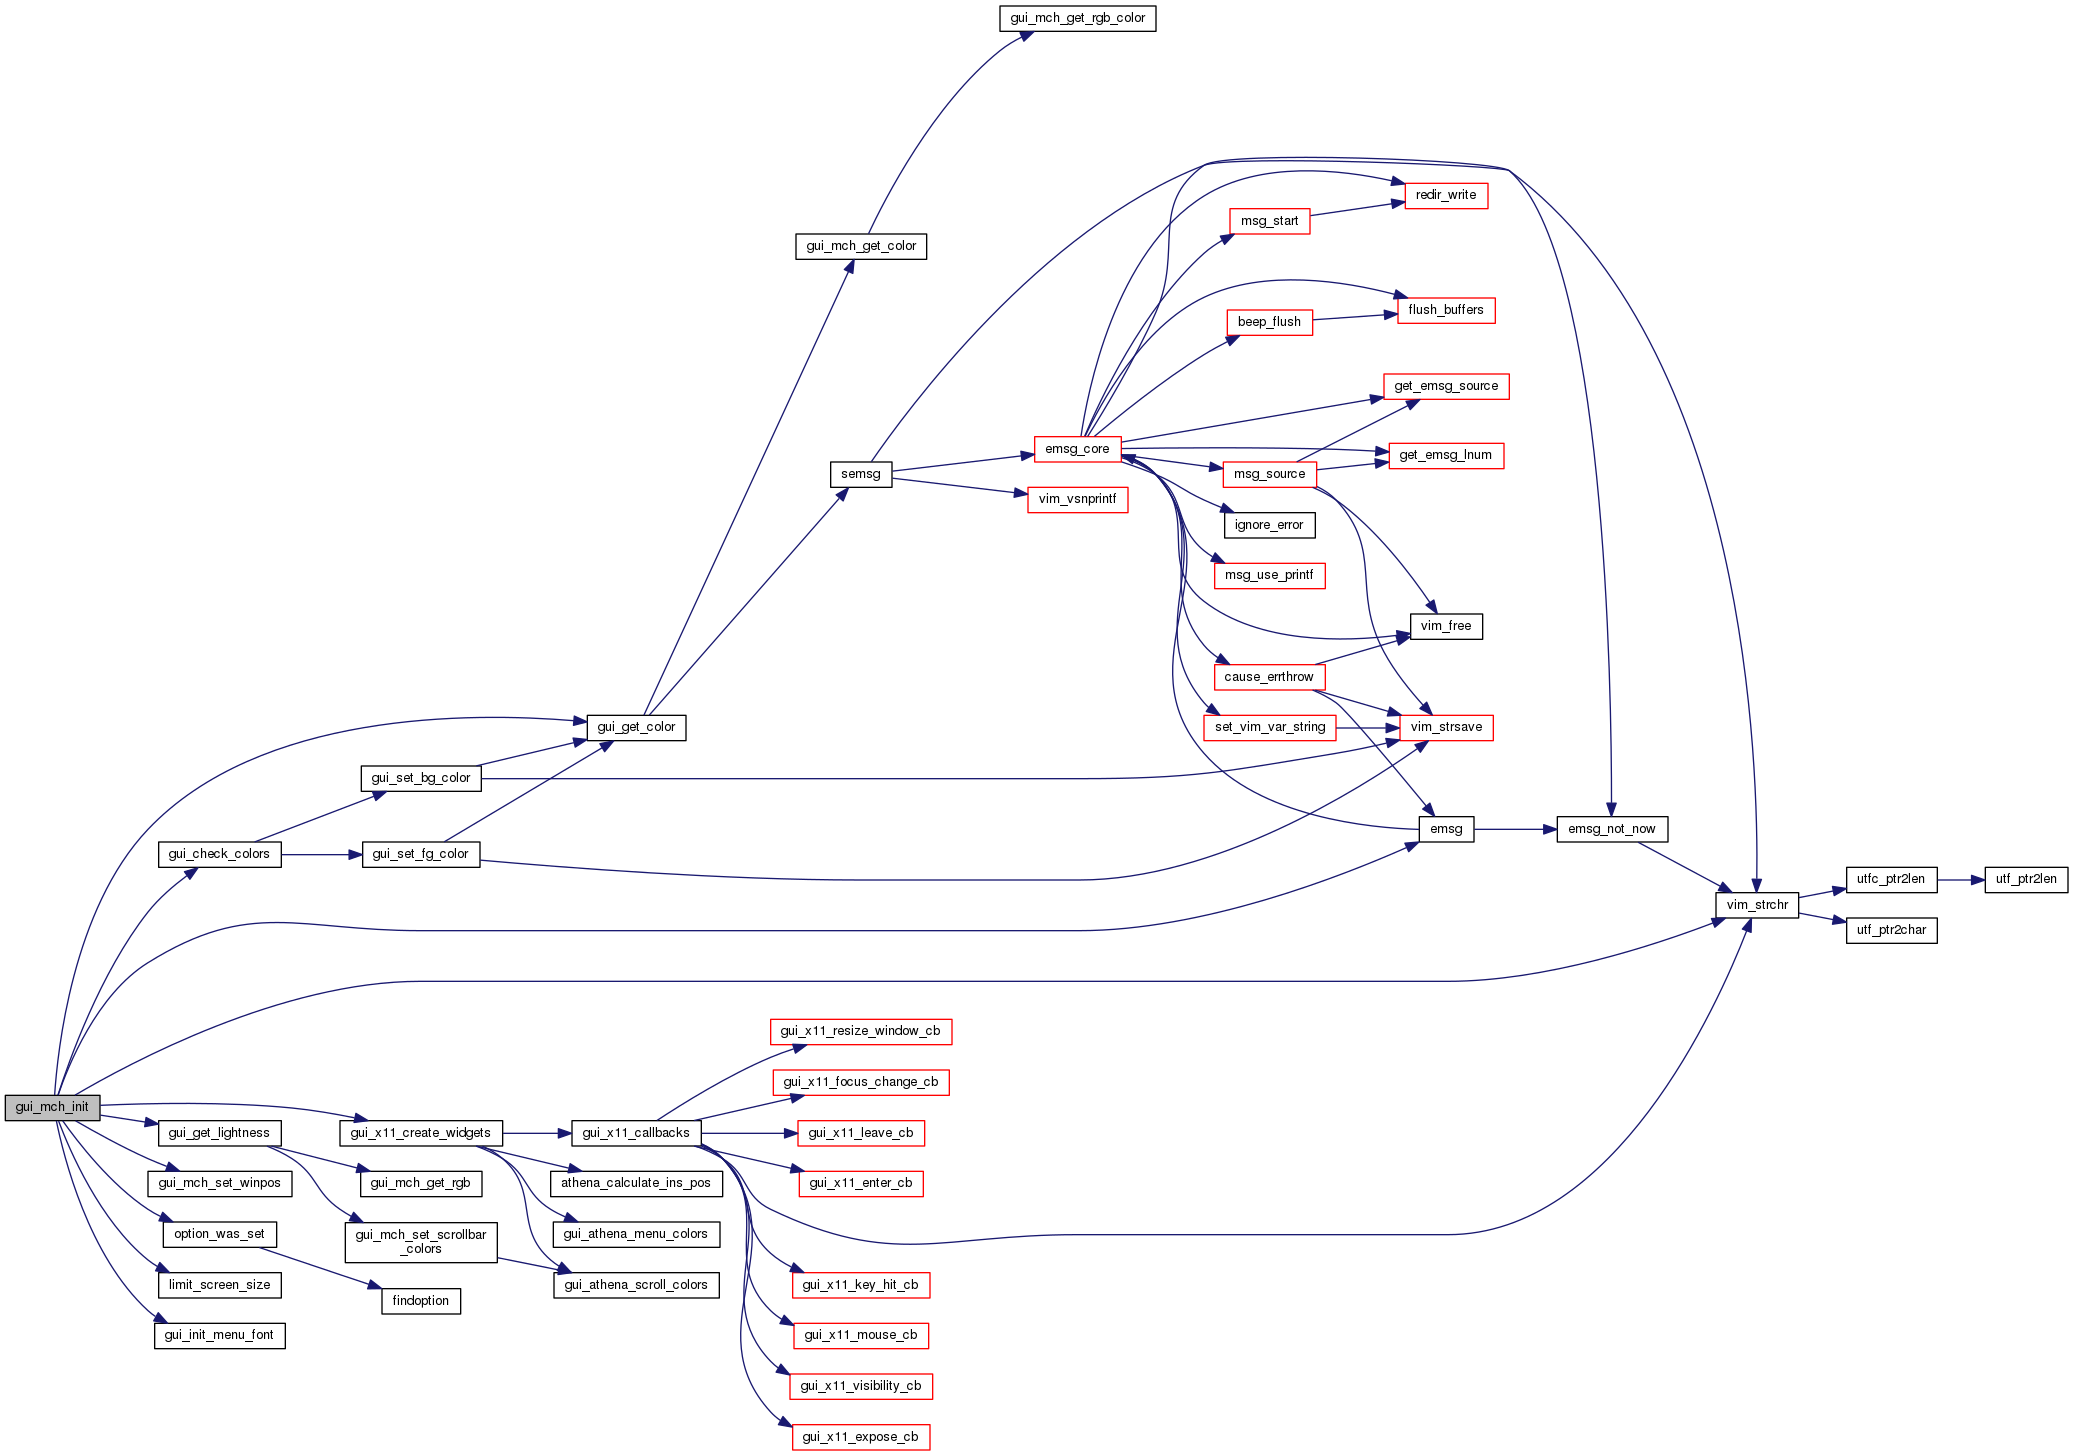 gui_mch_get_rgb_color
redir_write
msg_start
gui_mch_get_color
flush_buffers
beep_flush
get_emsg_source
emsg_core
get_emsg_lnum
semsg
msg_source
vim_vsnprintf
ignore_error
msg_use_printf
vim_free
cause_errthrow
gui_get_color
set_vim_var_string
vim_strsave
gui_set_bg_color
emsg
emsg_not_now
gui_check_colors
gui_set_fg_color
utfc_ptr2len
utf_ptr2len
vim_strchr
utf_ptr2char
gui_x11_resize_window_cb
gui_x11_focus_change_cb
gui_mch_init
gui_get_lightness
gui_x11_create_widgets
gui_x11_callbacks
gui_x11_leave_cb
gui_mch_set_winpos
gui_mch_get_rgb
athena_calculate_ins_pos
gui_x11_enter_cb
option_was_set
gui_mch_set_scrollbar
_colors
gui_athena_menu_colors
limit_screen_size
gui_athena_scroll_colors
gui_x11_key_hit_cb
findoption
gui_init_menu_font
gui_x11_mouse_cb
gui_x11_visibility_cb
gui_x11_expose_cb